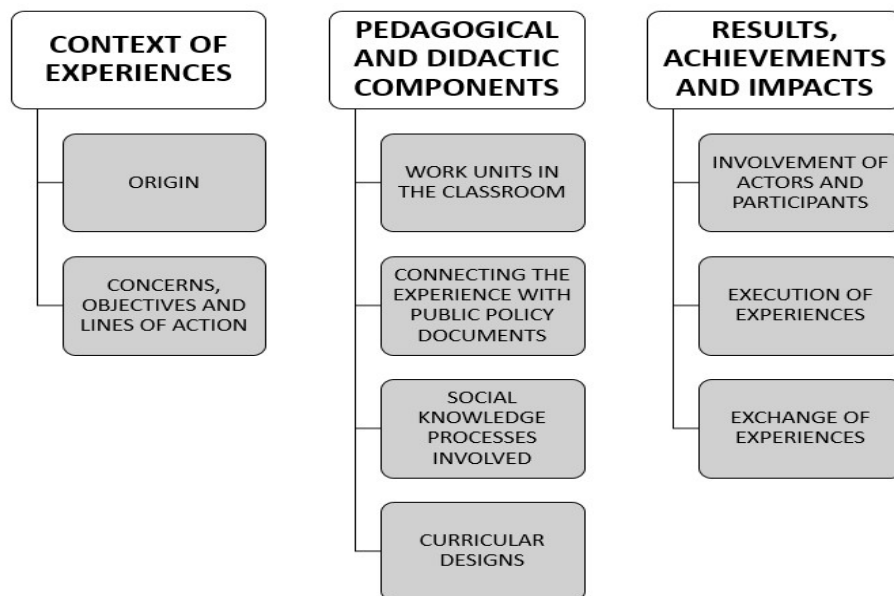 CONTEXT OF
EXPERIENCES
ORIGIN
CONCERNS,
OBJECTIVES AND
LINES OF ACTION
PEDAGOGICAL
AND DIDACTIC
COMPONENTS
WORK UNITS IN
THE CLASSROOM
CONNECTING THE
EXPERIENCE WITH
PUBLIC POLICY
DOCUMENTS
SOCIAL
KNOWLEDGE
PROCESSES
INVOLVED
CURRICULAR
DESIGNS
RESULTS,
ACHIEVEMENTS
AND IMPACTS
INVOLVEMENT OF
ACTORS AND
PARTICIPANTS
EXECUTION OF
EXPERIENCES
EXCHANGE OF
EXPERIENCES